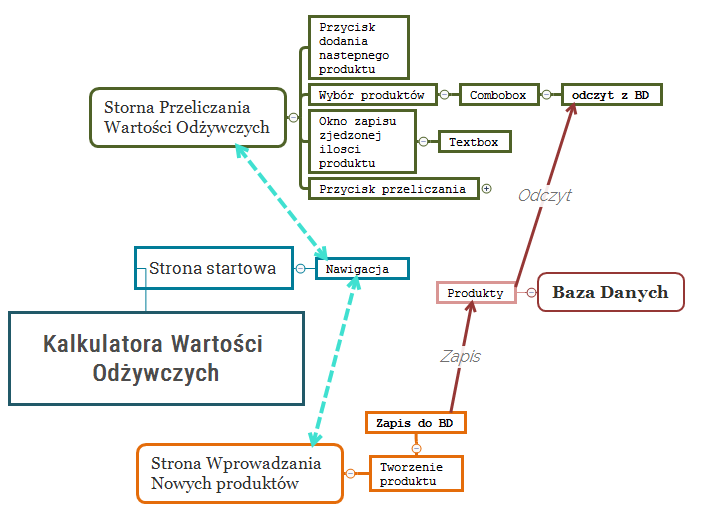 Przycisk
dodania
nastepnego
produktu
Wybór produktów
Combobox
odczyt z BD
Storna Przeliczania
Wartości Odżywczych
Okno zapisu
zjedzonej
ilosci
produktu
Textbox
Przycisk przeliczania
Odczyt
Strona startowa
Nawigacja
Produkty
Baza Danych
Kalkulatora Wartości
Odżywczych
Zapis
Zapis do BD
Strona Wprowadzania
Nowych produktów
Tworzenie
produktu